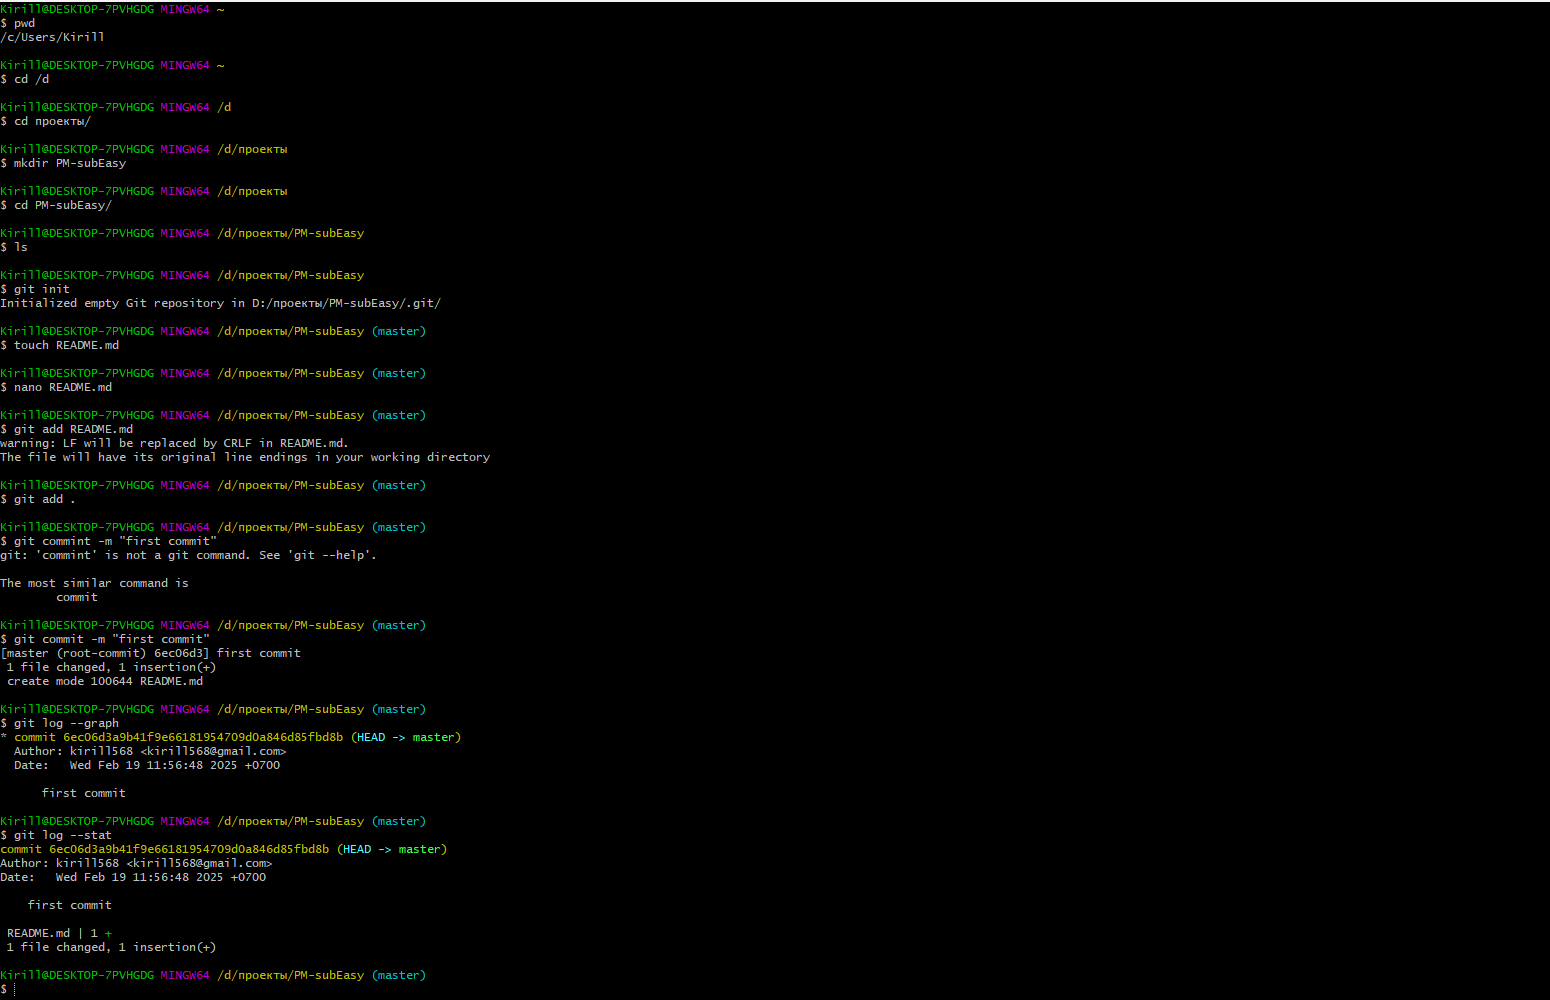 Kirill@DESKTOP-7PVHGDG MINGW64 ~
$ pwd
/c/Users/Kirill
Kirill@DESKTOP-7PVHGDG MINGW64 ~
$ cd /d
Kirill@DESKTOP-7PVHGDG MINGW64 /d
$ cd проекты/
Kirill@DESKTOP-7PVHGDG MINGW64 /d/проекты
$ mkdir PM-subEasy
Kirill@DESKTOP-7PVHGDG MINGW64 /d/проекты
$ cd PM-subEasy/
Kirill@DESKTOP-7PVHGDG MINGW64 /d/проекты/PM-subEasy
$ ls
Kirill@DESKTOP-7PVHGDG MINGW64 /d/проекты/PM-subEasy
$ git init
Initialized empty Git repository in D:/проекты/PM-subEasy/.git/
Kirill@DESKTOP-7PVHGDG MINGW64 /d/проекты/PM-subEasy (master)
$ touch README.md
Kirill@DESKTOP-7PVHGDG MINGW64 /d/проекты/PM-subEasy (master)
$ nano README.md
Kirill@DESKTOP-7PVHGDG MINGW64 /d/проекты/PM-subEasy (master)
$ git add README.md
warning: LF will be replaced by CRLF in README.md.
The file will have its original line endings in your working directory
Kirill@DESKTOP-7PVHGDG MINGW64 /d/проекты/PM-subEasy (master)
$ git add .
Kirill@DESKTOP-7PVHGDG MINGW64 /d/проекты/PM-subEasy (master)
$ git commint -m "first commit"
git: 'commint' is not a git command. See 'git --help'.
The most similar command is
commit
Kirill@DESKTOP-7PVHGDG MINGW64 /d/проекты/PM-subEasy (master)
$ git commit -m "first commit"
[master (root-commit) 6ec06d3] first commit
1 file changed, 1 insertion(+)
create mode 100644 README.md
Kirill@DESKTOP-7PVHGDG MINGW64 /d/проекты/PM-subEasy (master)
$ git log --graph
* commit 6ec06d3a9b41f9e66181954709d0a846d85fbd8b (HEAD -> master)
Author: kirill568 <kirill568@gmail.com>
Date:   Wed Feb 19 11:56:48 2025 +0700
first commit
Kirill@DESKTOP-7PVHGDG MINGW64 /d/проекты/PM-subEasy (master)
$ git log --stat
commit 6ec06d3a9b41f9e66181954709d0a846d85fbd8b (HEAD -> master)
Author: kirill568 <kirill568@gmail.com>
Date:   Wed Feb 19 11:56:48 2025 +0700
first commit
README.md | 1 +
1 file changed, 1 insertion(+)
Kirill@DESKTOP-7PVHGDG MINGW64 /d/проекты/PM-subEasy (master)
$